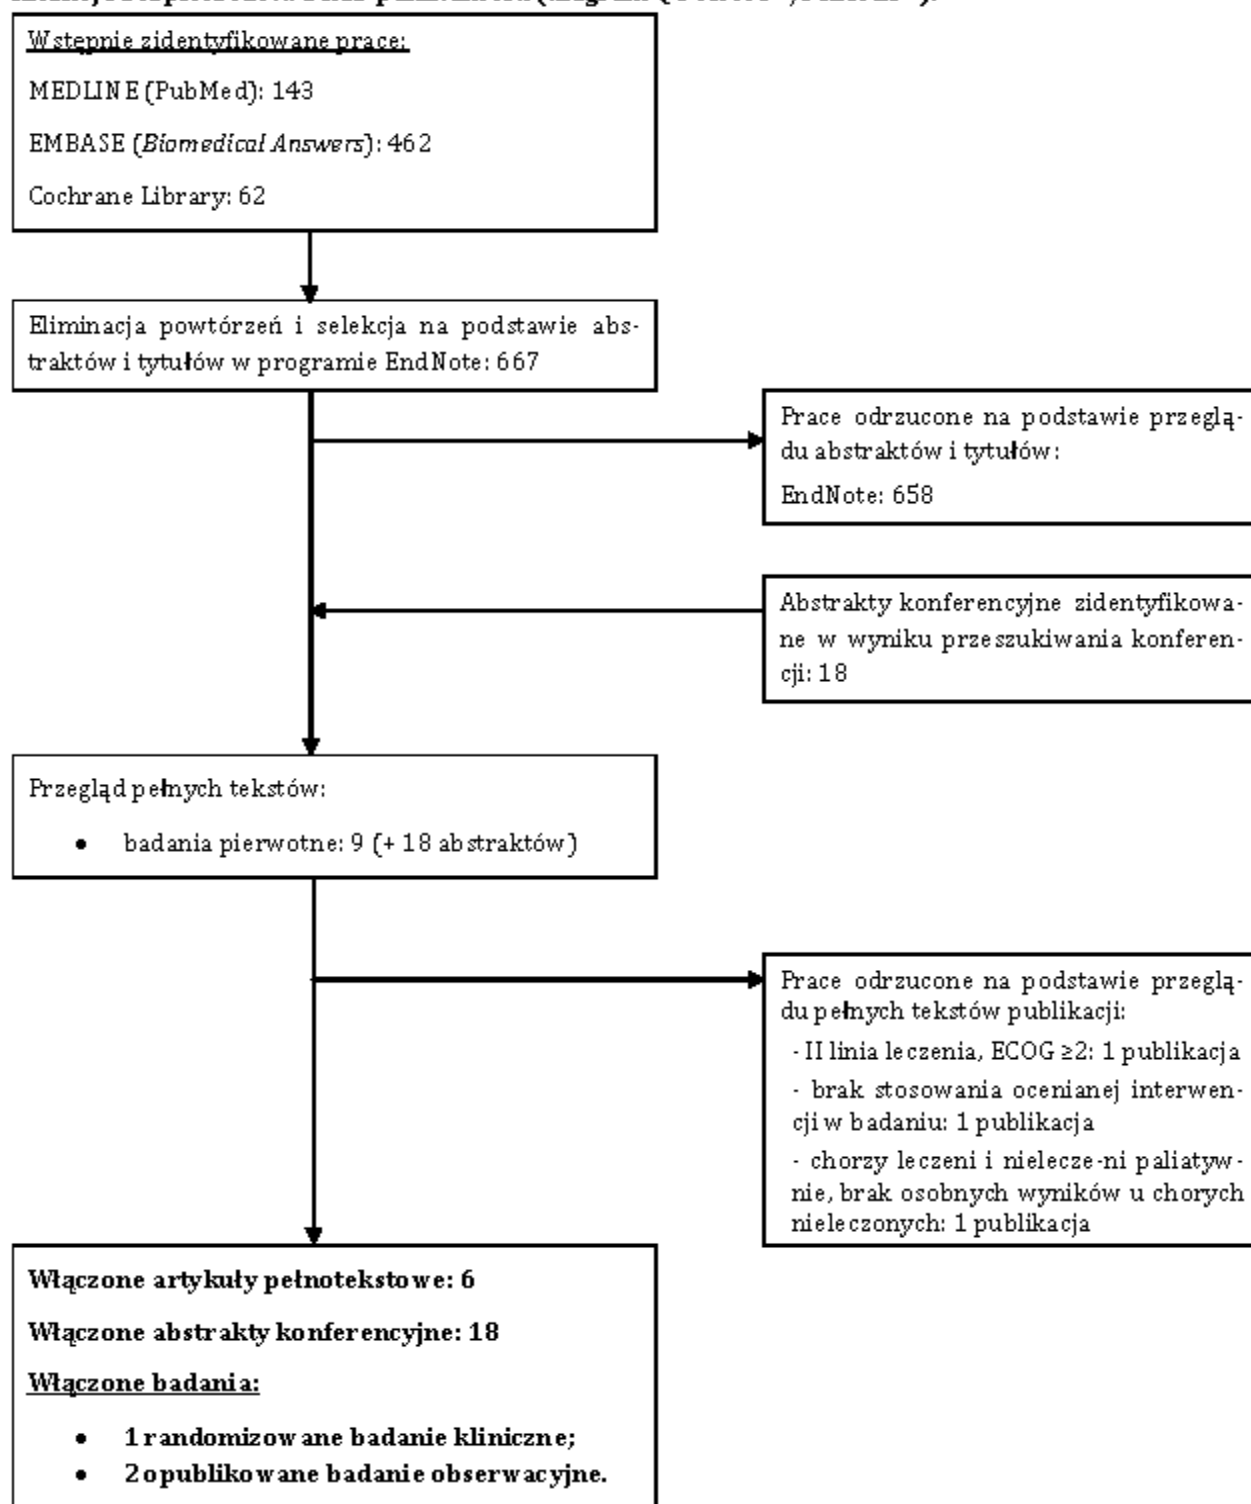 Wstępnie zidentyfikowane prace:
MEDLINE (PubMed): 143
EMBASE (Biomedical Answers): 462
Cochrane Library: 62
Eliminacja powtórzeń i selekcja na podstawie abs-
traktów i tytułów w programie EndNote: 667
Prace odrzucone na podstawie przeglą-
du abstraktów i tytułów:
EndNote: 658
Abstrakty konferencyjne zidentyfikowa-
ne w wyniku przeszukiwania konferen-
cji: 18
Przegląd pełnych tekstów:
• badania pierwotne: 9 (+ 18 abstraktów)
Prace odrzucone na podstawie przeglą-
du pełnych tekstów publikacji:
- II linia leczenia, ECOG ≥2: 1 publikacja
- brak stosowania ocenianej interwen-
cji w badaniu: 1 publikacja
- chorzy leczeni i nielecze-ni paliatyw-
nie, brak osobnych wyników u chorych
nieleczonych: 1 publikacja
Włączone artykuły pełnotekstowe: 6
Włączone abstrakty konferencyjne: 18
Włączone badania:
• 1 randomizowane badanie kliniczne;
• 2 opublikowane badanie obserwacyjne.